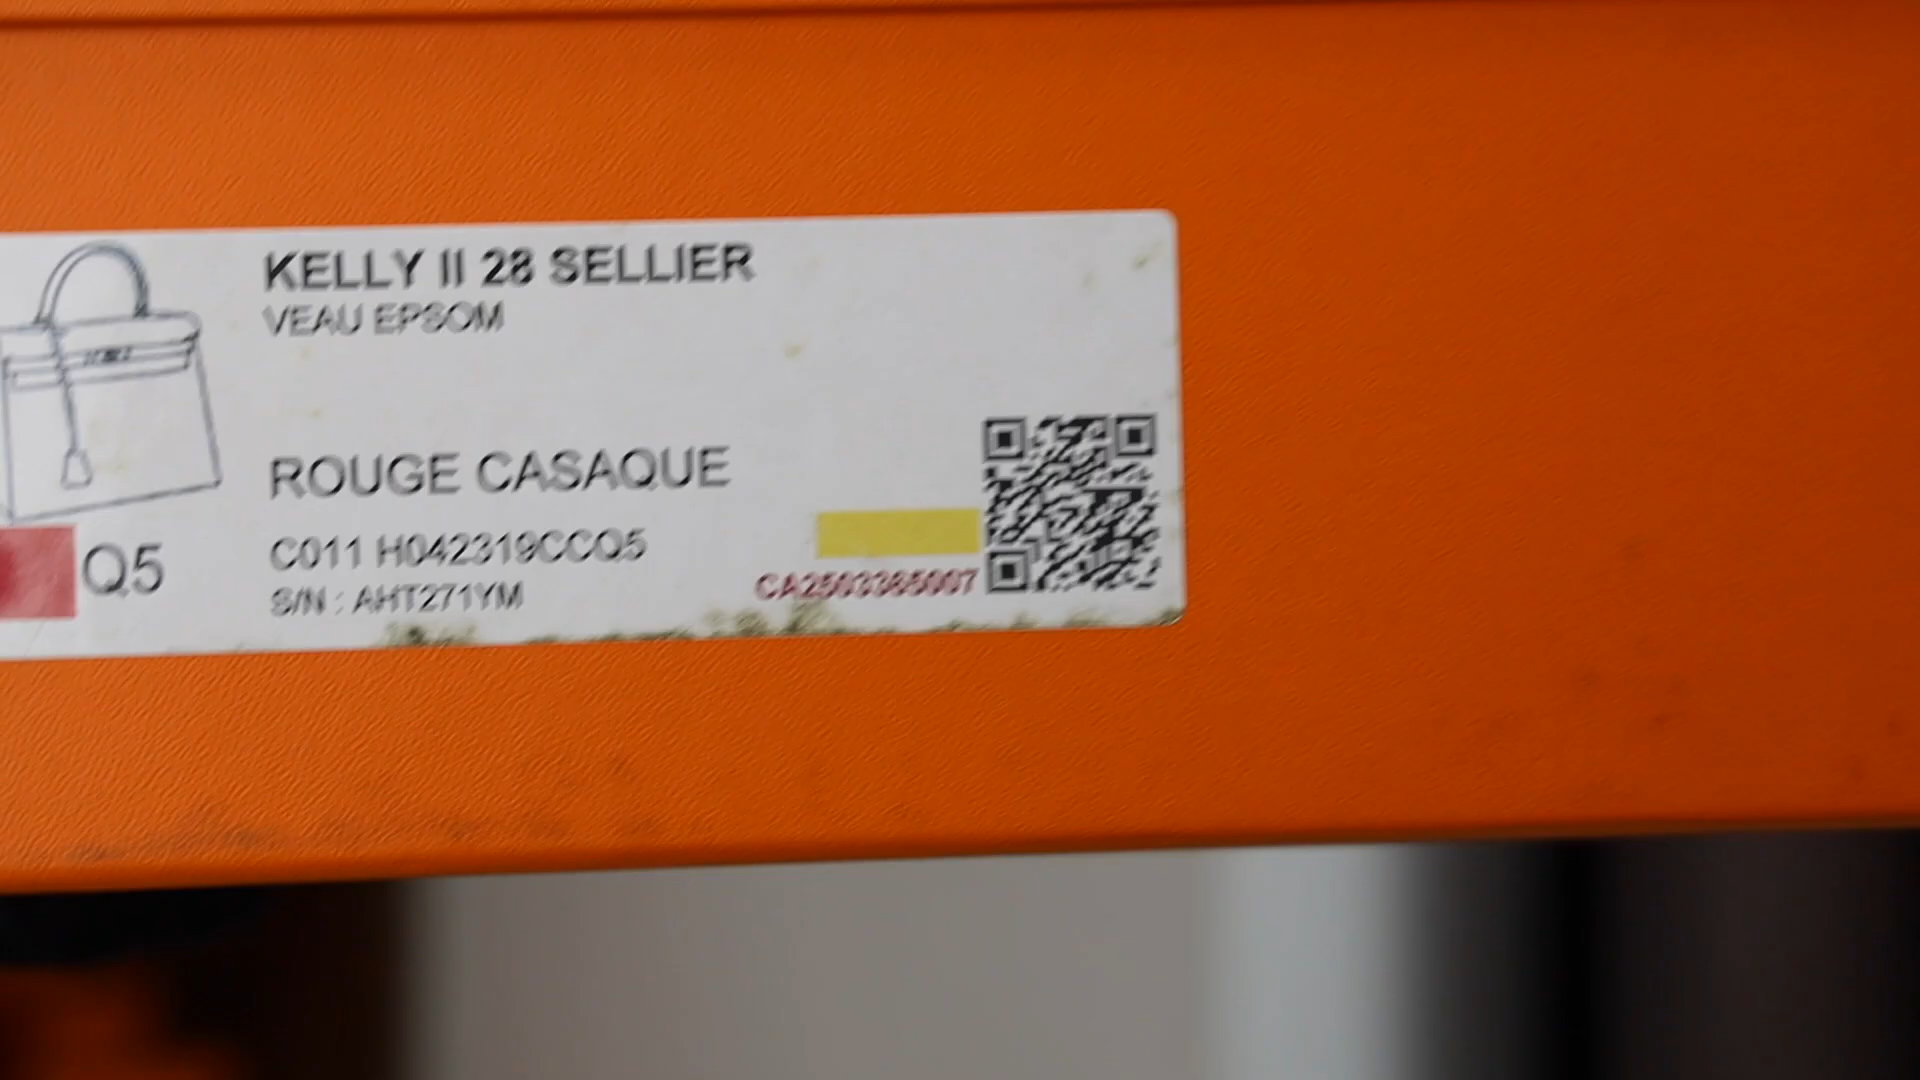 KELLY II 28 SELLIER
VEAU EPSOM
ROUGE CASAQUE
Q5
C011 H042319CCQ5
S/N : AHT271YM